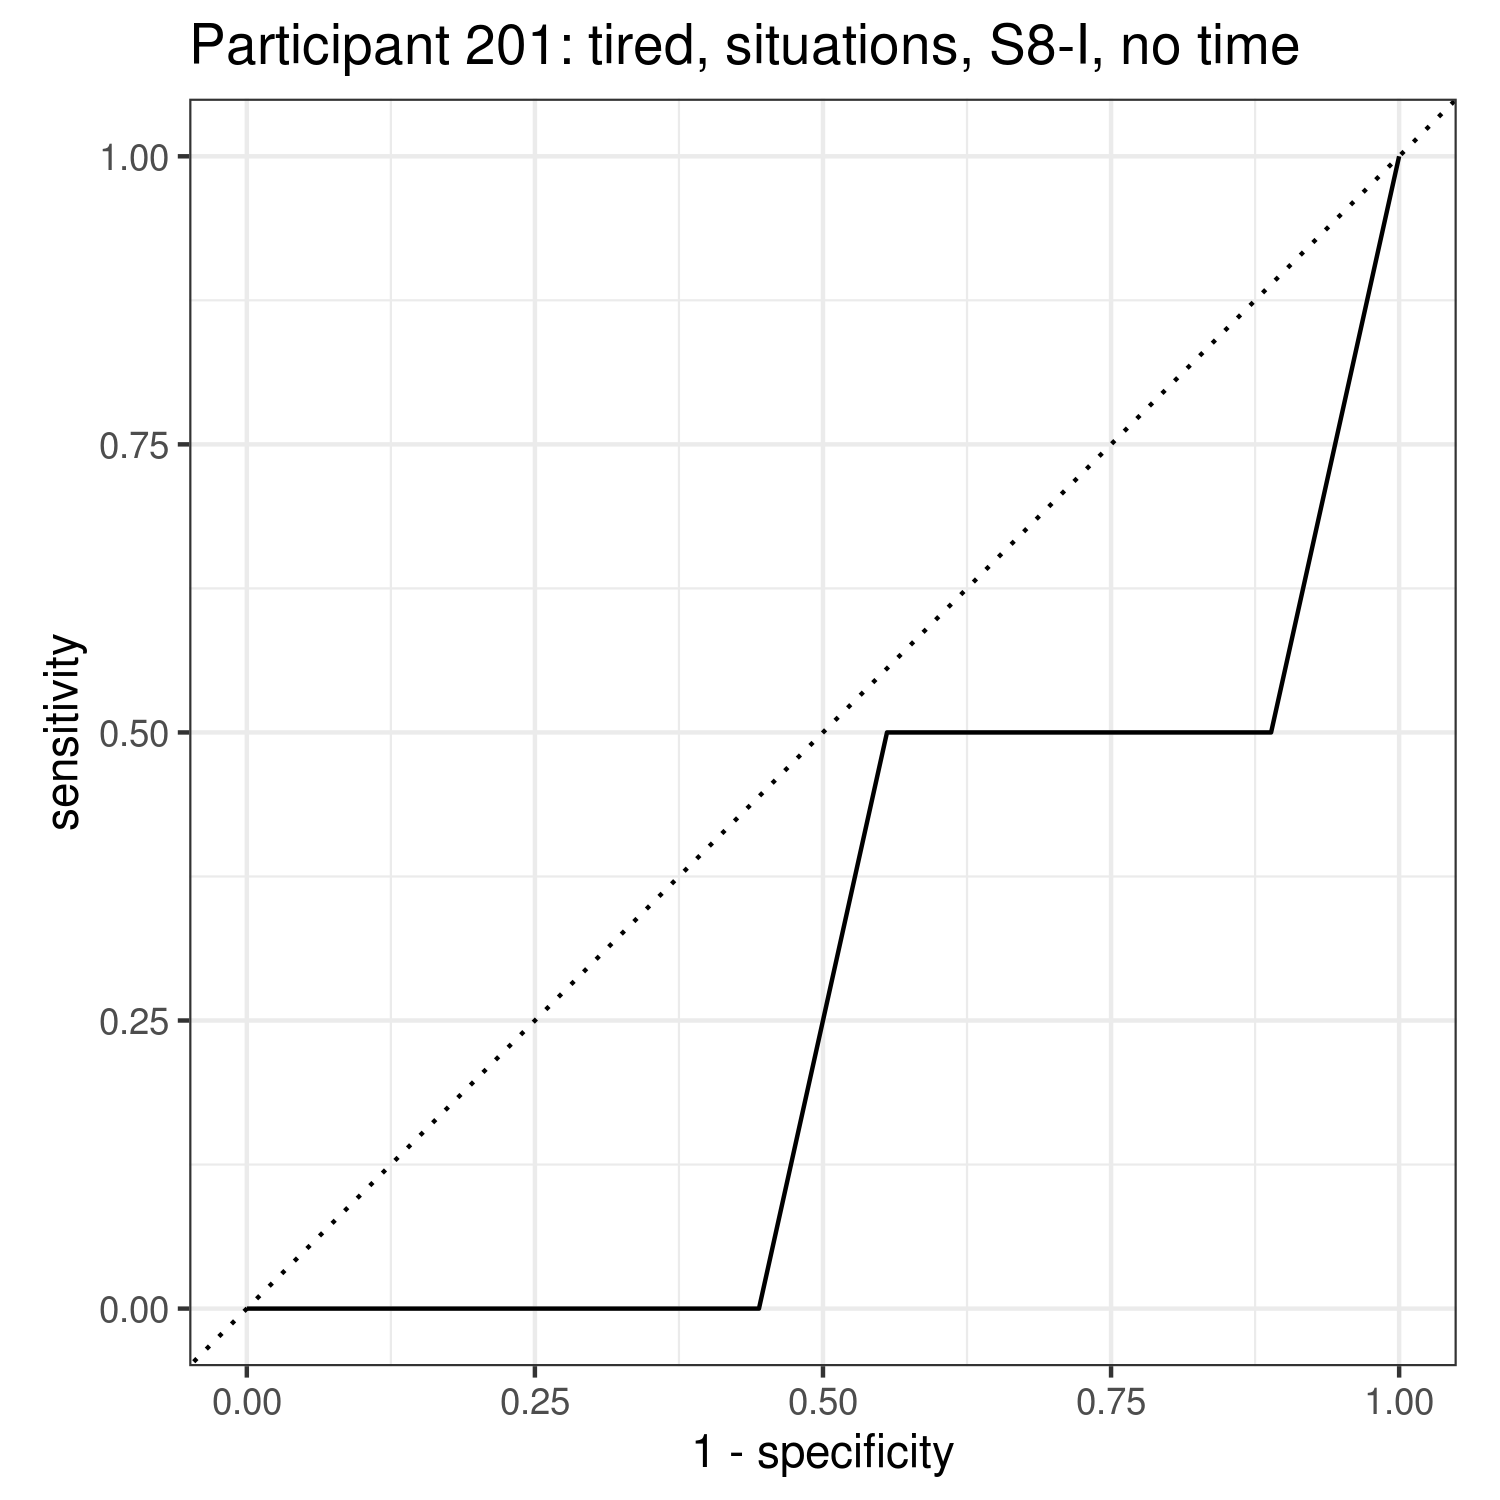 Participant 201: tired, situations, S8-I, no time
1.00
0.75
0.50
0.25
0.00
sensitivity
0.00 0.25 0.50 0.75 1.00
1 - specificity